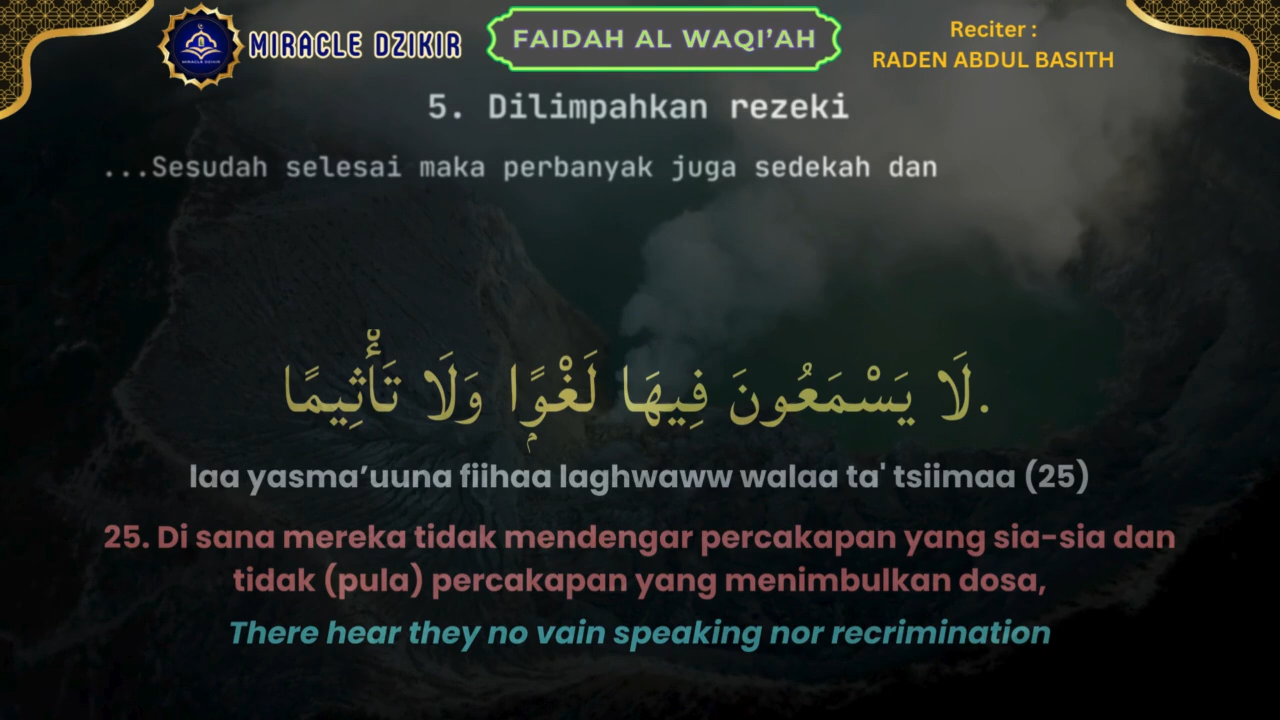 MIRACLE DZIKIR
FAIDAH AL WAQI’AH
Reciter :
RADEN ABDUL BASITH
5. Dilimpahkan rezeki
...Sesudah selesai maka perbanyak juga sedekah dan
.لَا يَسْمَعُونَ فِيهَا لَغْوًۭا وَلَا تَأْثِيمًا
laa yasma’uuna fiihaa laghwaww walaa ta' tsiimaa (25)
25. Di sana mereka tidak mendengar percakapan yang sia-sia dan
tidak (pula) percakapan yang menimbulkan dosa,
There hear they no vain speaking nor recrimination